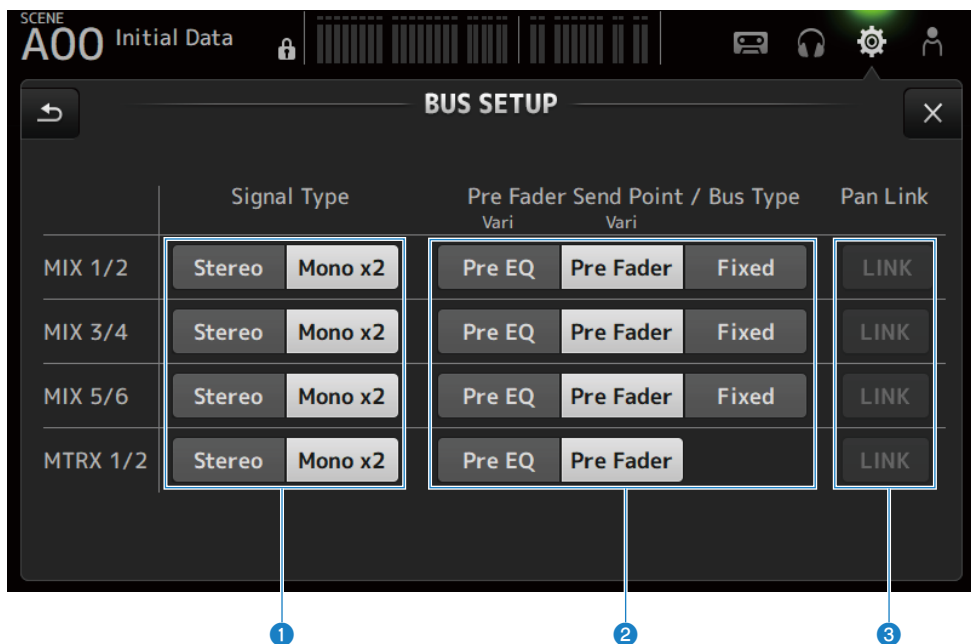 SCENE
A00 Initial Data
BUS SETUP
Signal Type Pre Fader Send Point / Bus Type Pan Link
Vari Vari
MIX 1/2 Stereo Mono x2 Pre EQ Pre Fader Fixed LINK
MIX 3/4 Stereo Mono x2 Pre EQ Pre Fader Fixed LINK
MIX 5/6 Stereo Mono x2 Pre EQ Pre Fader Fixed LINK
MTRX 1/2 Stereo Mono x2 Pre EQ Pre Fader LINK
1 2 3